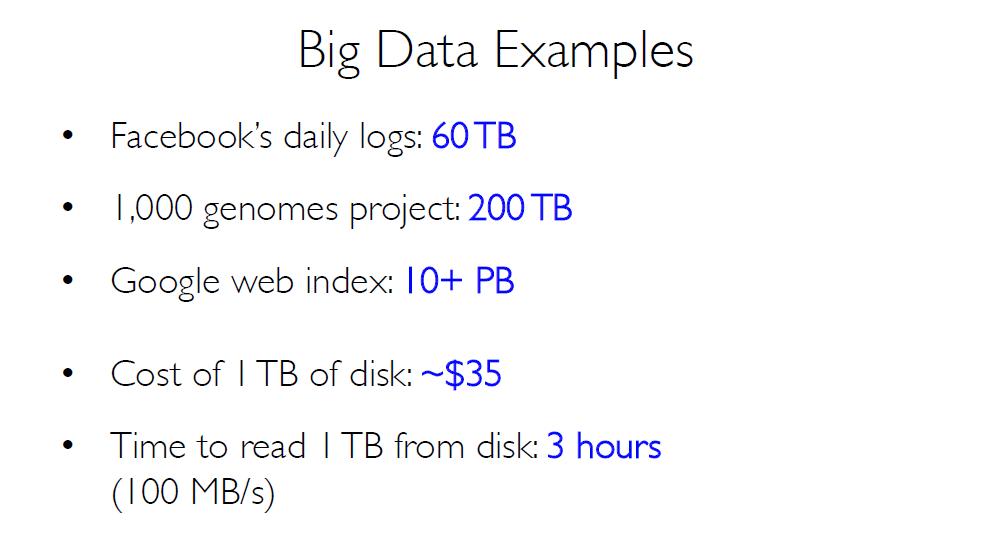 Big Data Examples
• Facebook’s daily logs: 60 TB
• 1,000 genomes project: 200 TB
• Google web index: 10+ PB
• Cost of 1 TB of disk: ~$35
• Time to read 1 TB from disk: 3 hours
(100 MB/s)